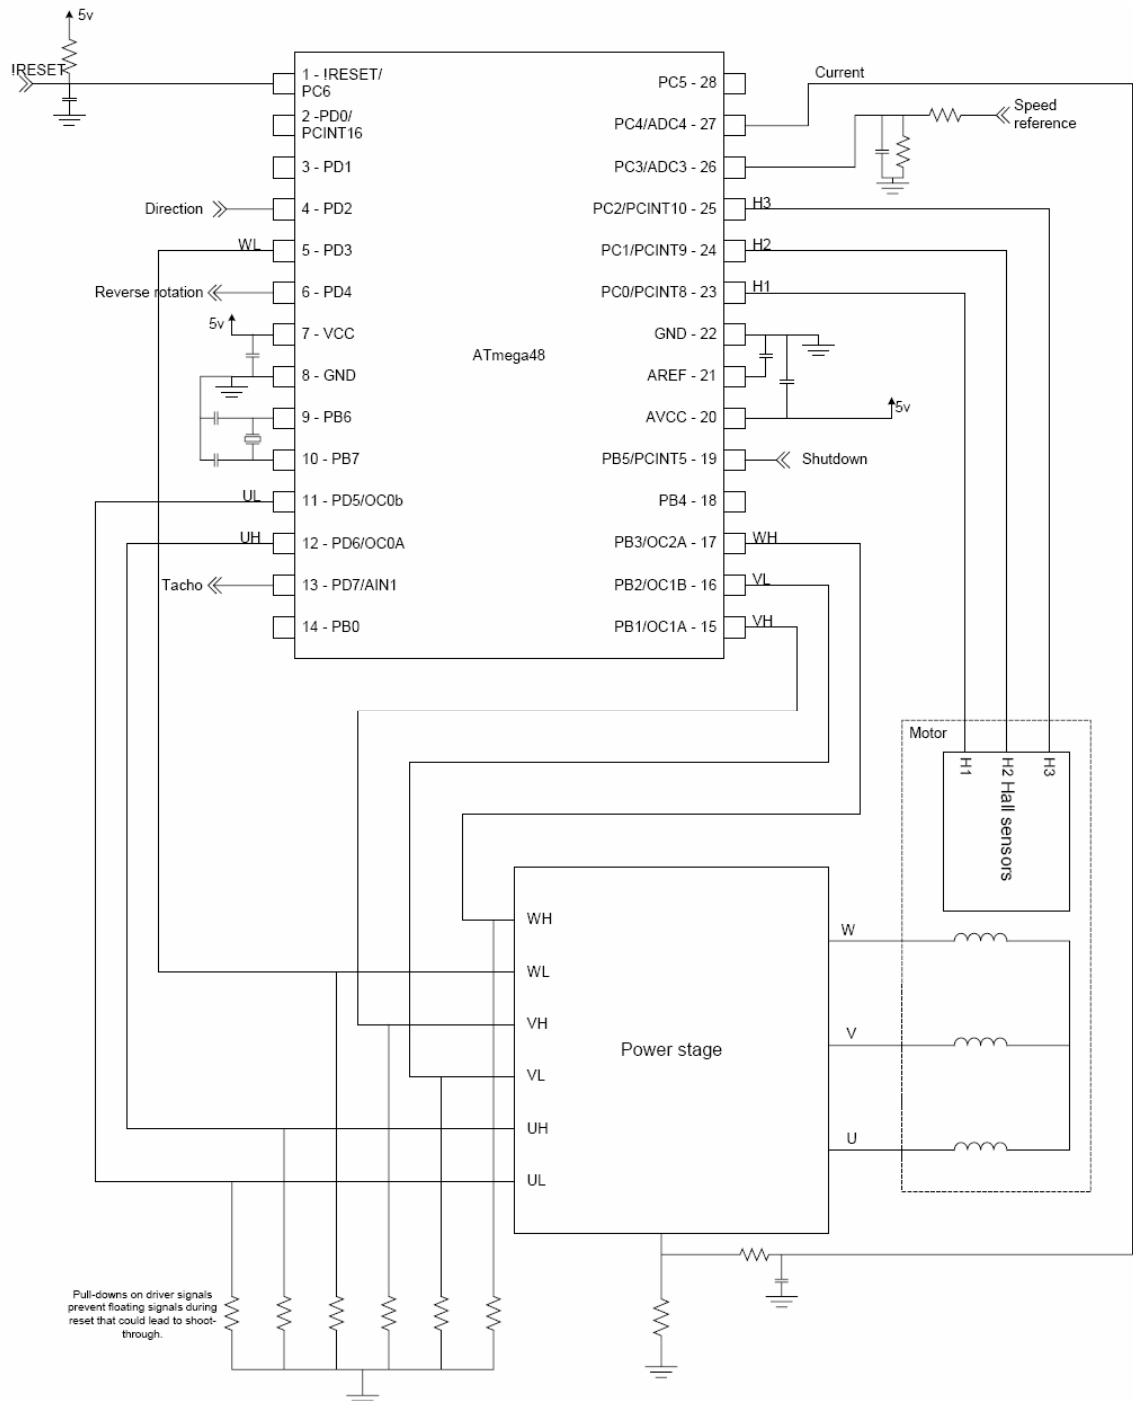 5v
!RESET
1 - !RESET/
PC6
2 -PD0/
PCINT16
3 - PD1
Direction
4 - PD2
WL
5 - PD3
Reverse rotation
6 - PD4
5v
7 - VCC
8 - GND
9 - PB6
10 - PB7
UL
11 - PD5/OC0b
UH
12 - PD6/OC0A
Tacho
13 - PD7/AIN1
14 - PB0
ATmega48
PC5 - 28
Current
PC4/ADC4 - 27
Speed
reference
PC3/ADC3 - 26
PC2/PCINT10 - 25
H3
PC1/PCINT9 - 24
H2
PC0/PCINT8 - 23
H1
GND - 22
AREF - 21
AVCC - 20
5v
PB5/PCINT5 - 19
Shutdown
PB4 - 18
PB3/OC2A - 17
WH
PB2/OC1B - 16
VL
PB1/OC1A - 15
VH
Motor
H1
H2
H3
Hall sensors
WH
WL
VH
VL
UH
UL
Power stage
W
V
U
Pull-downs on driver signals
prevent floating signals during
reset that could lead to shoot-
through.